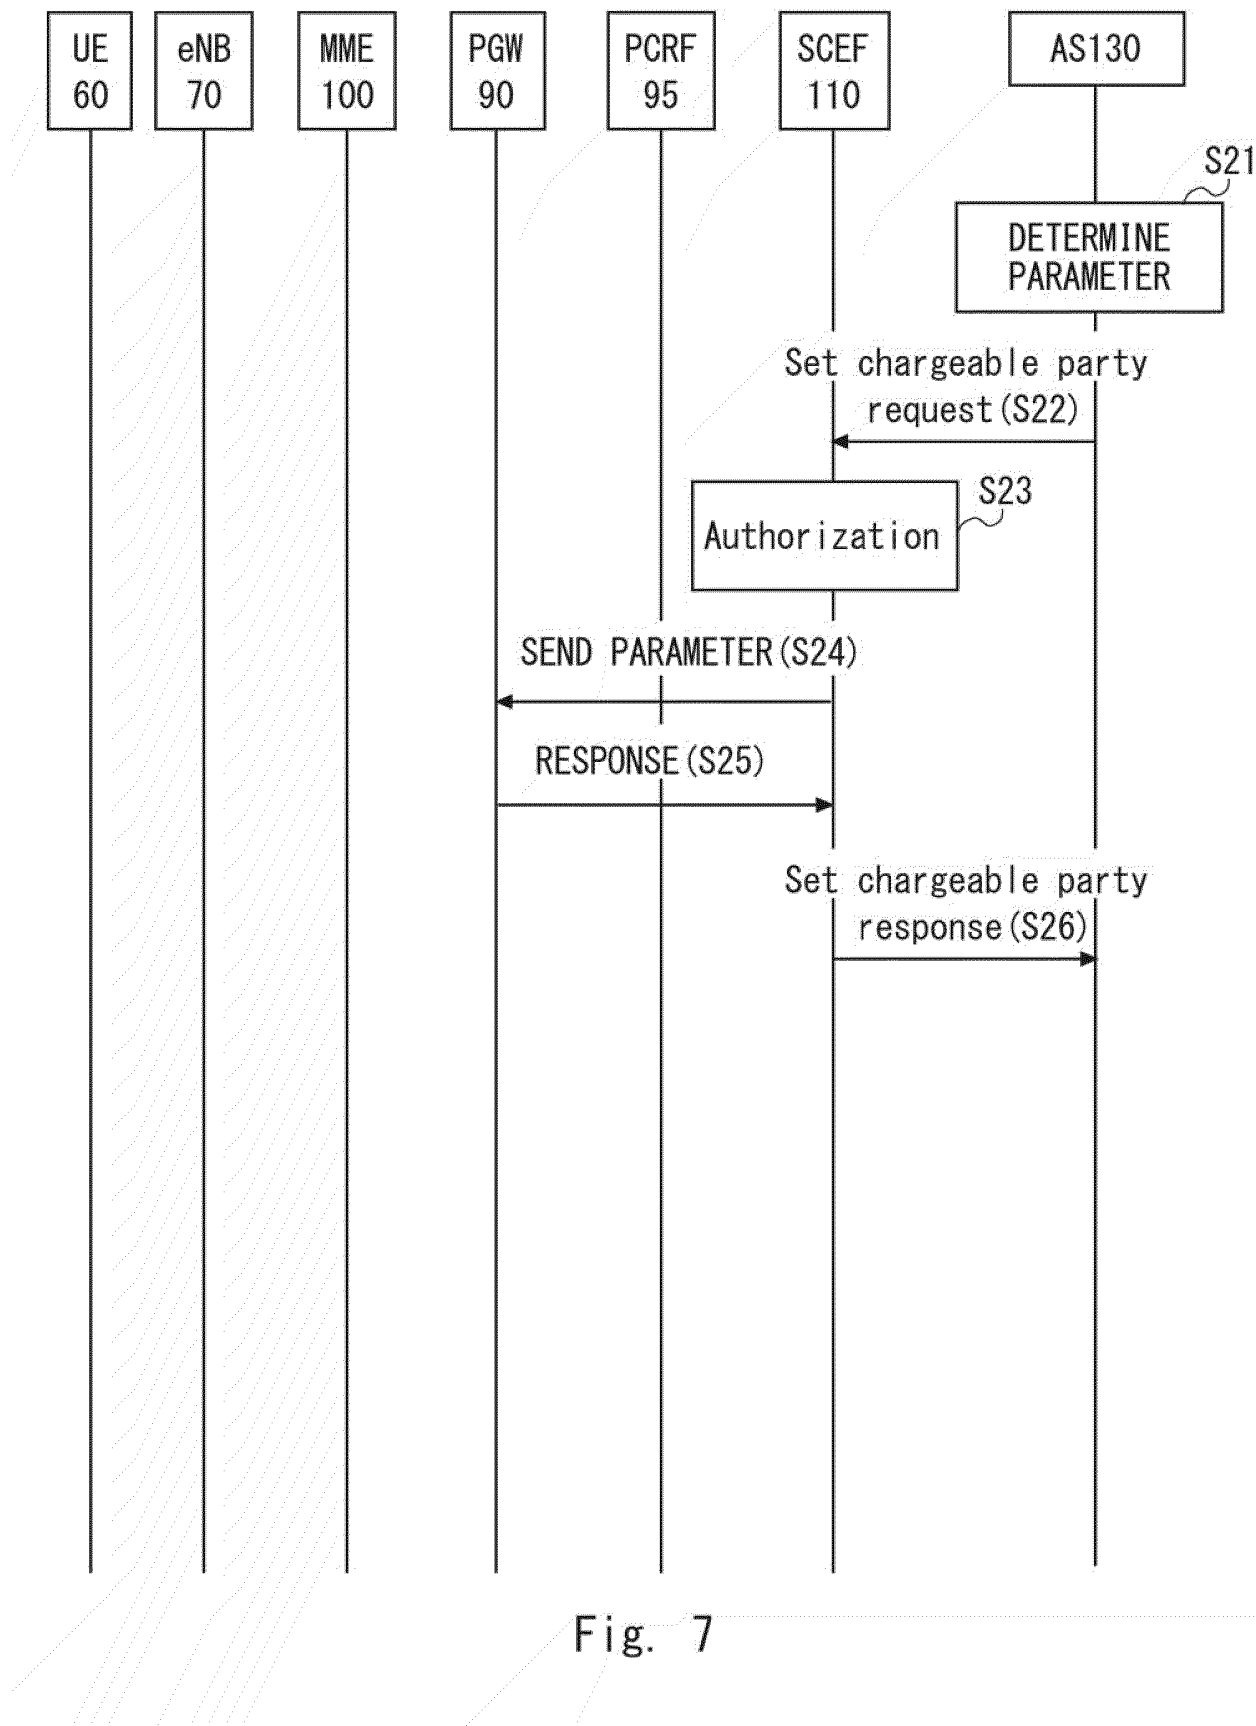 UE
60
eNB
70
MME
100
PGW
90
PCRF
95
SCEF
110
AS130
S21
DETERMINE
PARAMETER
Set chargeable party
request(S22)
S23
Authorization
SEND PARAMETER(S24)
RESPONSE(S25)
Set chargeable party
response(S26)
Fig. 7